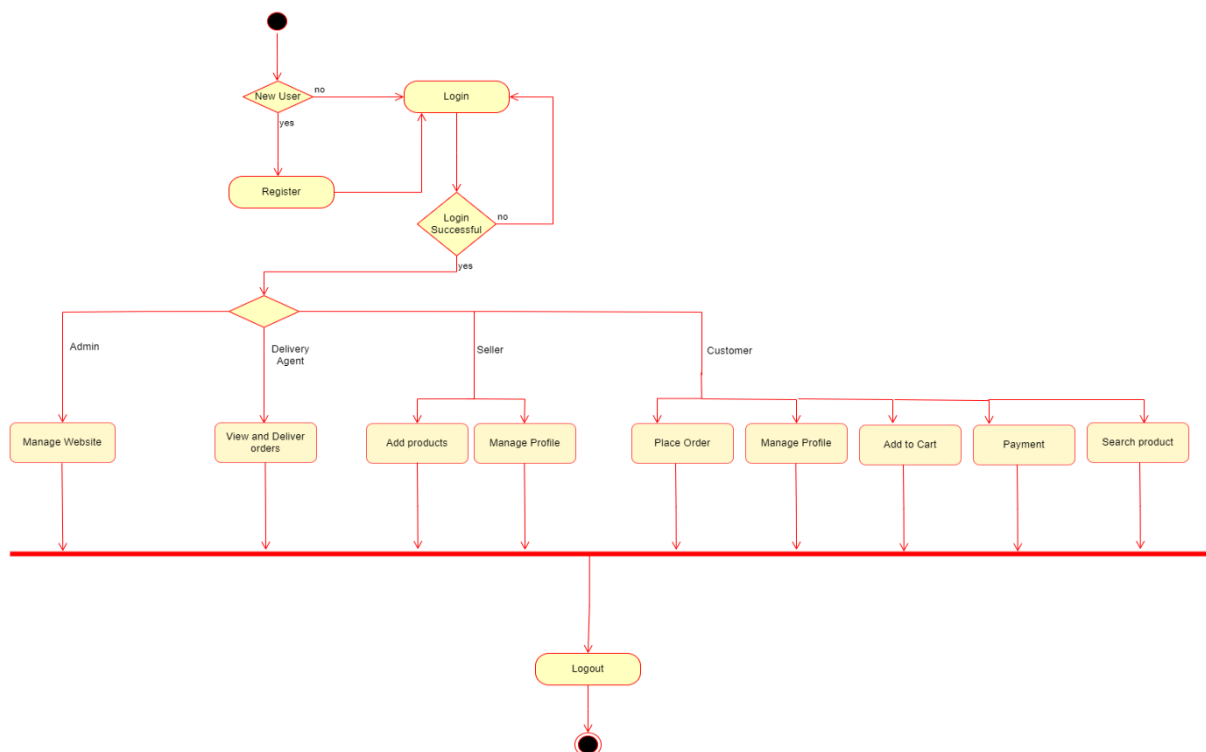 New User
no
Login
yes
Register
Login
Successful
no
yes
Admin
Delivery
Agent
Seller
Customer
Manage Website
View and Deliver
orders
Add products
Manage Profile
Place Order
Manage Profile
Add to Cart
Payment
Search product
Logout